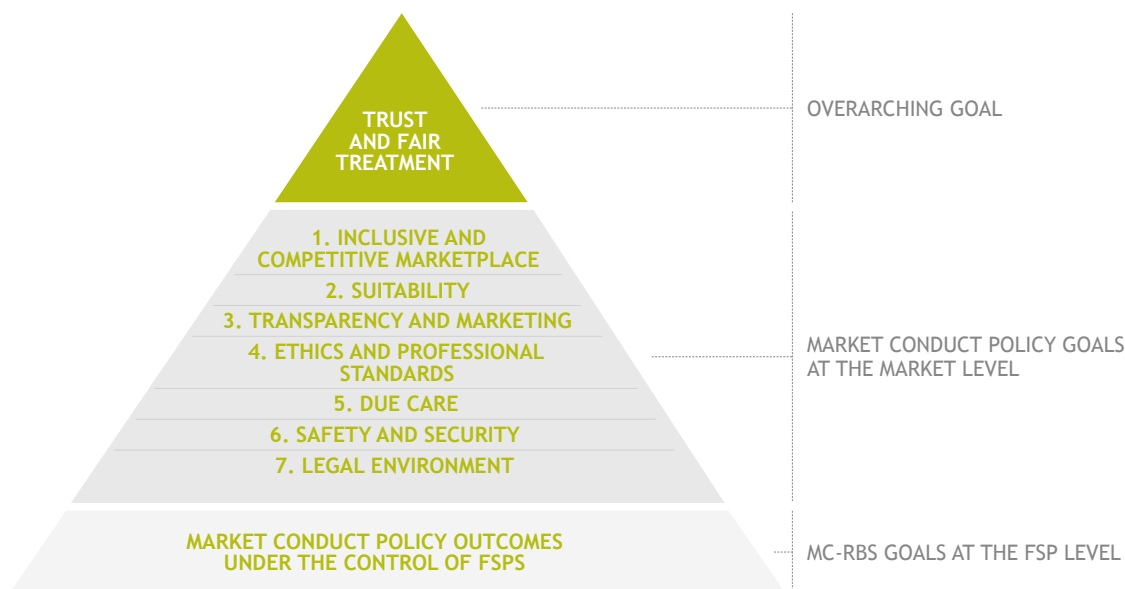 TRUST
AND FAIR
TREATMENT
OVERARCHING GOAL
1. INCLUSIVE AND
COMPETITIVE MARKETPLACE
2. SUITABILITY
3. TRANSPARENCY AND MARKETING
4. ETHICS AND PROFESSIONAL
STANDARDS
5. DUE CARE
6. SAFETY AND SECURITY
7. LEGAL ENVIRONMENT
MARKET CONDUCT POLICY GOALS
AT THE MARKET LEVEL
MARKET CONDUCT POLICY OUTCOMES
UNDER THE CONTROL OF FSPS
MC-RBS GOALS AT THE FSP LEVEL